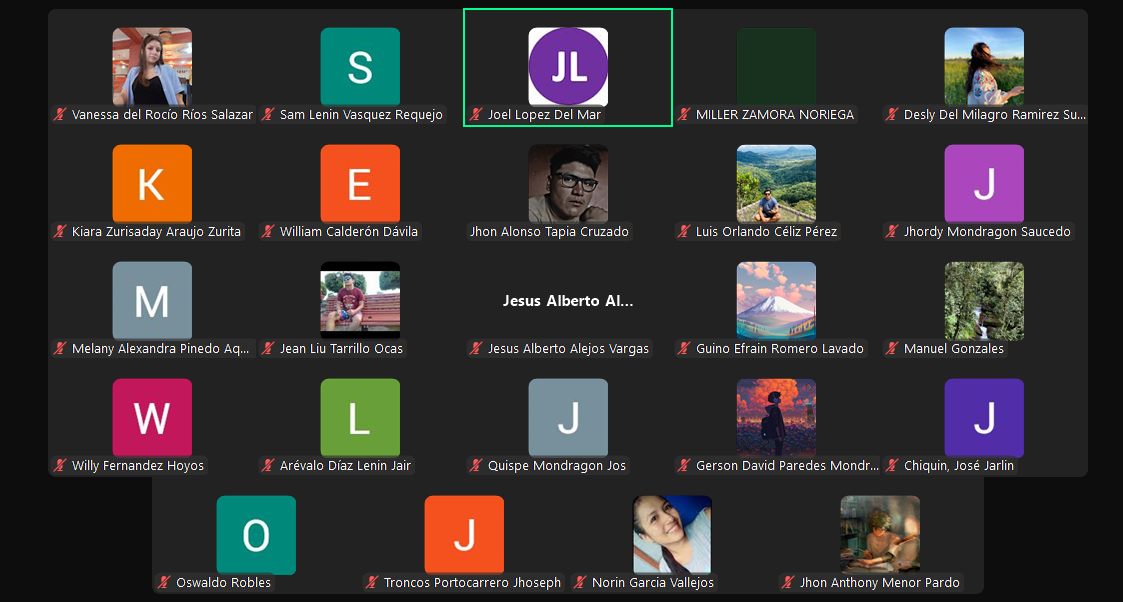 Vanessa del Rocío Ríos Salazar
S
Sam Lenin Vasquez Requejo
JL
Joel Lopez Del Mar
MILLER ZAMORA NORIEGA
Desly Del Milagro Ramirez Su...
K
Kiara Zurisaday Araujo Zurita
E
William Calderón Dávila
Jhon Alonso Tapia Cruzado
Luis Orlando Céliz Pérez
J
Jhordy Mondragon Saucedo
M
Melany Alexandra Pinedo Aq...
Jean Liu Tarrillo Ocas
Jesus Alberto Al...
Jesus Alberto Alejos Vargas
Guino Efrain Romero Lavado
Manuel Gonzales
W
Willy Fernandez Hoyos
L
Arévalo Díaz Lenin Jair
J
Quispe Mondragon Jos
Gerson David Paredes Mondr...
J
Chiquin, José Jarlin
O
Oswaldo Robles
J
Troncos Portocarrero Jhoseph
Norin Garcia Vallejos
Jhon Anthony Menor Pardo